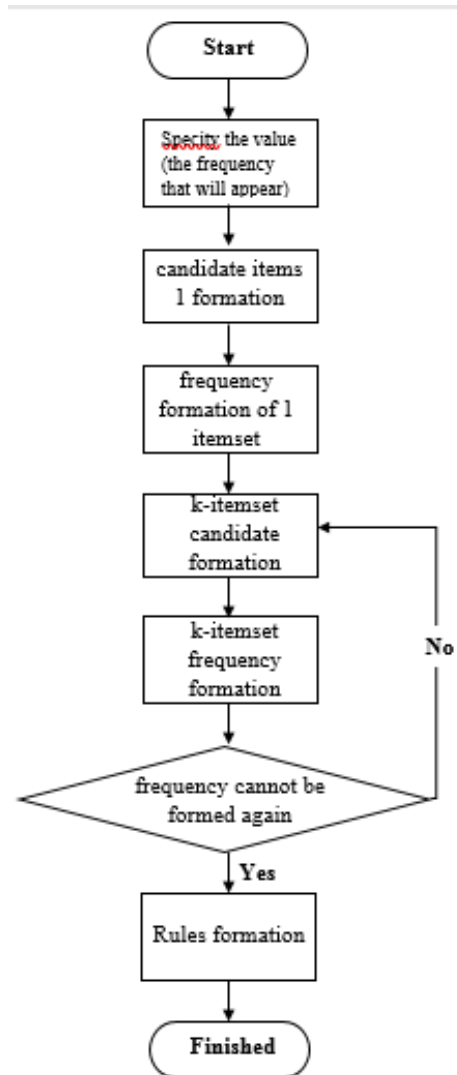 Start
Specity the value
(the frequency
that will appear)
candidate items
1 formation
frequency
formation of 1
itemset
k-itemset
candidate
formation
k-itemset
frequency
formation
No
frequency cannot be
formed again
Yes
Rules formation
Finished